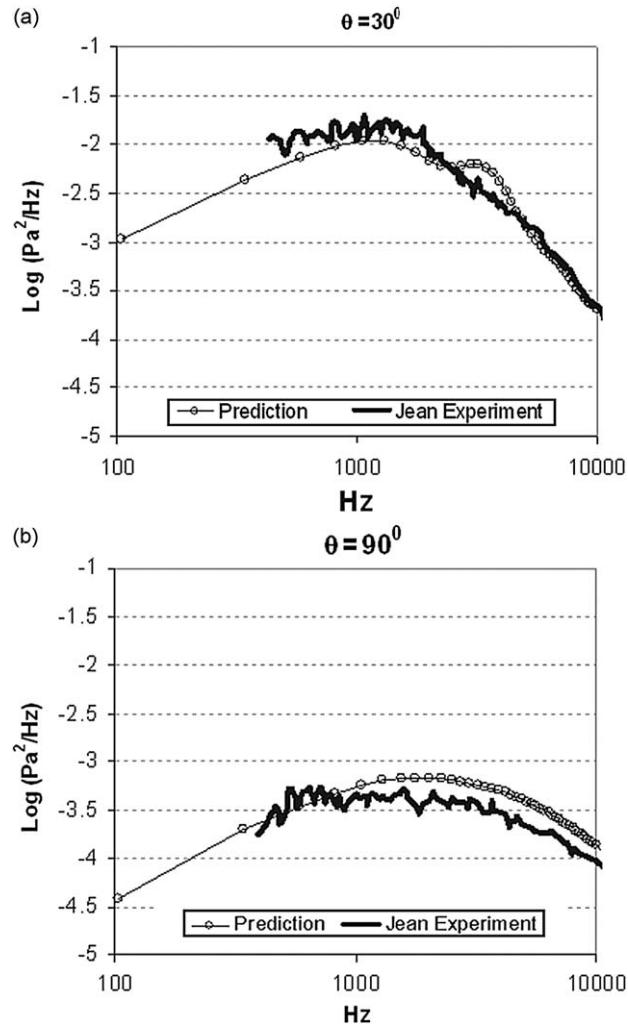 (a)
θ =30⁰
-1
-1.5
-2
-2.5
-3
-3.5
-4
-4.5
-5
Log (Pa²/Hz)
Prediction Jean Experiment
100 1000 10000
Hz
(b)
θ = 90⁰
-1
-1.5
-2
-2.5
-3
-3.5
-4
-4.5
-5
Log (Pa²/Hz)
Prediction Jean Experiment
100 1000 10000
Hz